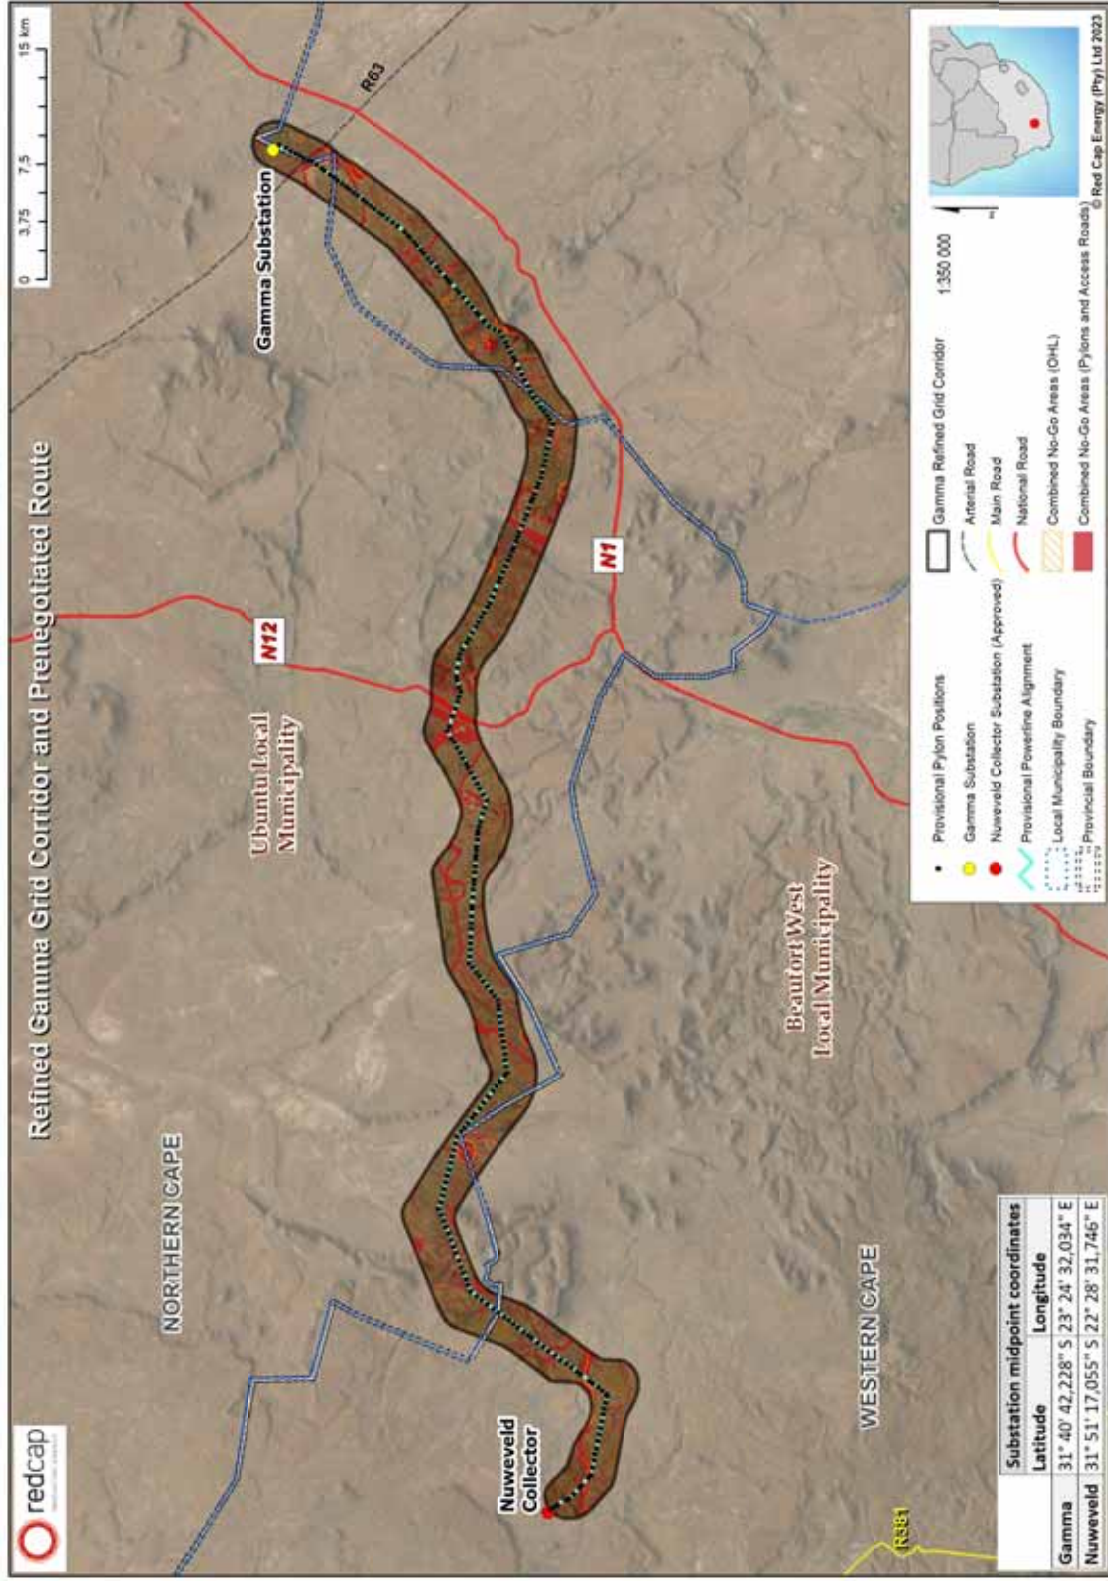 redcap
Refined Gamma Grid Corridor and Prenegotiated Route
0 3,75 7,5 15 km
NORTHERN CAPE
Ubuntu Local
Municipality
N12
Gamma Substation
R63
Nuweveld
Collector
N1
Beaufort West
Local Municipality
WESTERN CAPE
R381
Substation midpoint coordinates
Latitude Longitude
Gamma 31° 40' 42,228" S 23° 24' 32,034" E
Nuweveld 31° 51' 17,055" S 22° 28' 31,746" E
Provisional Pylon Positions
Gamma Substation
Nuweveld Collector Substation (Approved)
Provisional Powerline Alignment
Local Municipality Boundary
Provincial Boundary
Gamma Refined Grid Corridor
Arterial Road
Main Road
National Road
Combined No-Go Areas (OHL)
Combined No-Go Areas (Pylons and Access Roads)
1:350 000
© Red Cap Energy (Pty) Ltd 2023